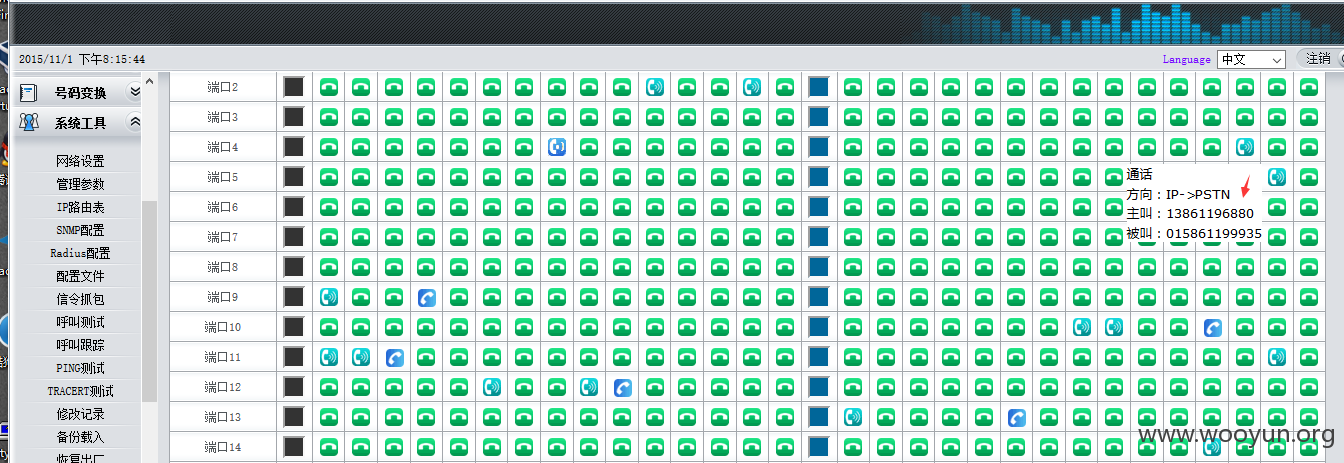 2015/11/1 下午8:15:44
Language 中文 注销
号码变换
系统工具
网络设置
管理参数
IP路由表
SNMP配置
Radius配置
配置文件
信令抓包
呼叫测试
呼叫跟踪
PING测试
TRACERT测试
修改记录
备份载入
恢复出厂
端口2
端口3
端口4
端口5
端口6
端口7
端口8
端口9
端口10
端口11
端口12
端口13
端口14
通话
方向：IP->PSTN
主叫：13861196880
被叫：015861199935
www.wooyun.org